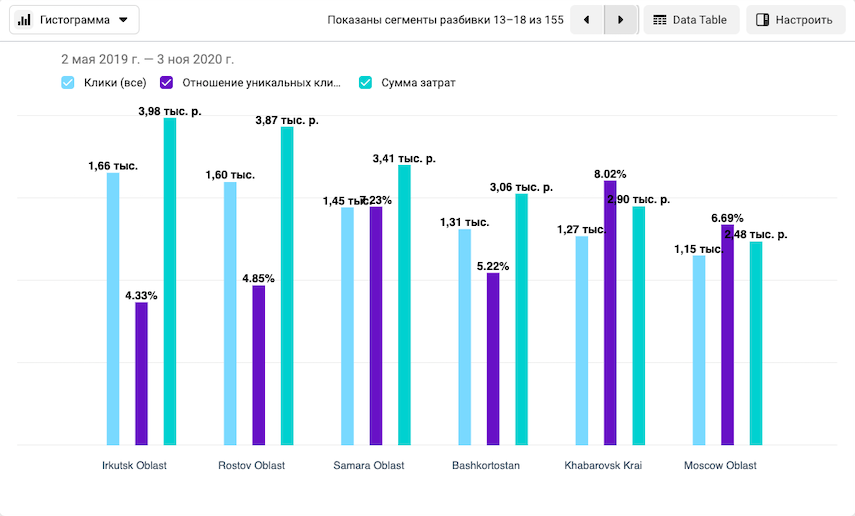 Гистограмма
Показаны сегменты разбивки 13–18 из 155
Data Table
Настроить
2 мая 2019 г. — 3 ноя 2020 г.
Клики (все)
Отношение уникальных кли...
Сумма затрат
1,66 тыс.
4.33%
3,98 тыс. р.
1,60 тыс.
4.85%
3,87 тыс. р.
1,45 тыс.
7.23%
3,41 тыс. р.
1,31 тыс.
5.22%
3,06 тыс. р.
1,27 тыс.
8.02%
2,90 тыс. р.
1,15 тыс.
6.69%
2,48 тыс. р.
Irkutsk Oblast
Rostov Oblast
Samara Oblast
Bashkortostan
Khabarovsk Krai
Moscow Oblast